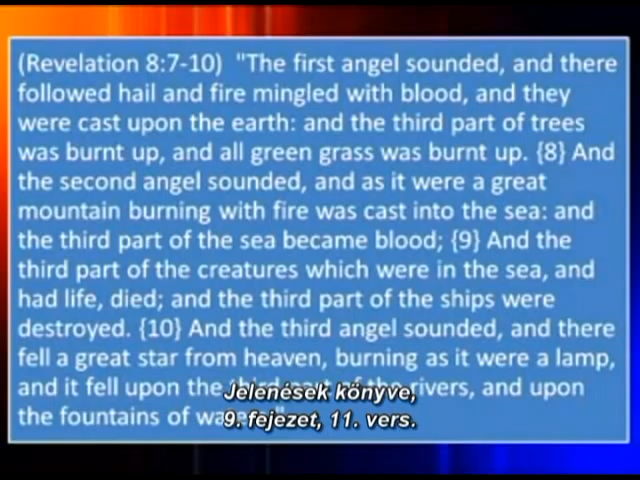 (Revelation 8:7-10) "The first angel sounded, and there
followed hail and fire mingled with blood, and they
were cast upon the earth: and the third part of trees
was burnt up, and all green grass was burnt up. {8} And
the second angel sounded, and as it were a great
mountain burning with fire was cast into the sea: and
the third part of the sea became blood; {9} And the
third part of the creatures which were in the sea, and
had life, died; and the third part of the ships were
destroyed. {10} And the third angel sounded, and there
fell a great star from heaven, burning as it were a lamp,
and it fell upon the rivers, and upon
the fountains of
Jelenések könyve,
9. fejezet, 11. vers.